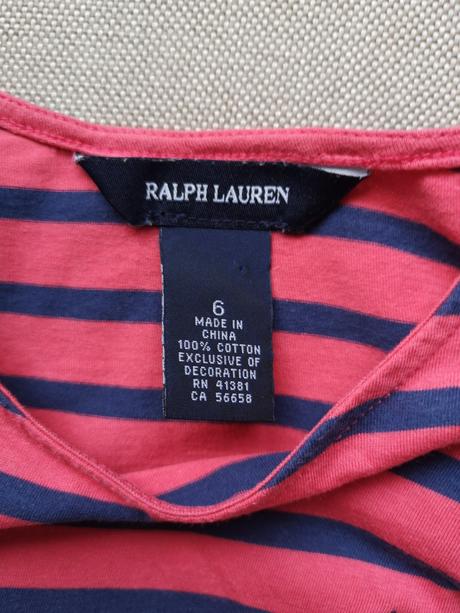 RALPH LAUREN
6
MADE IN
CHINA
100% COTTON
EXCLUSIVE OF
DECORATION
RN 41381
CA 56658